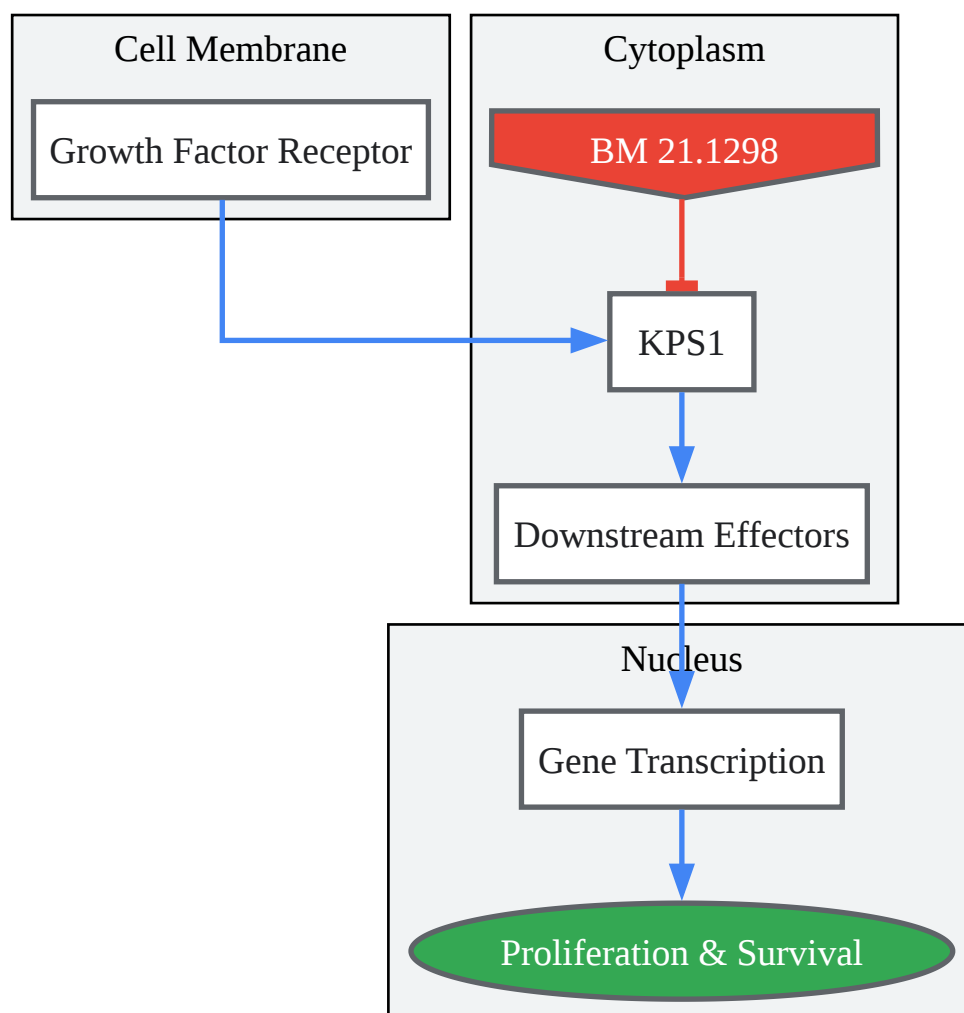 Cell Membrane
Growth Factor Receptor
Cytoplasm
BM 21.1298
KPS1
Downstream Effectors
Nucleus
Gene Transcription
Proliferation & Survival